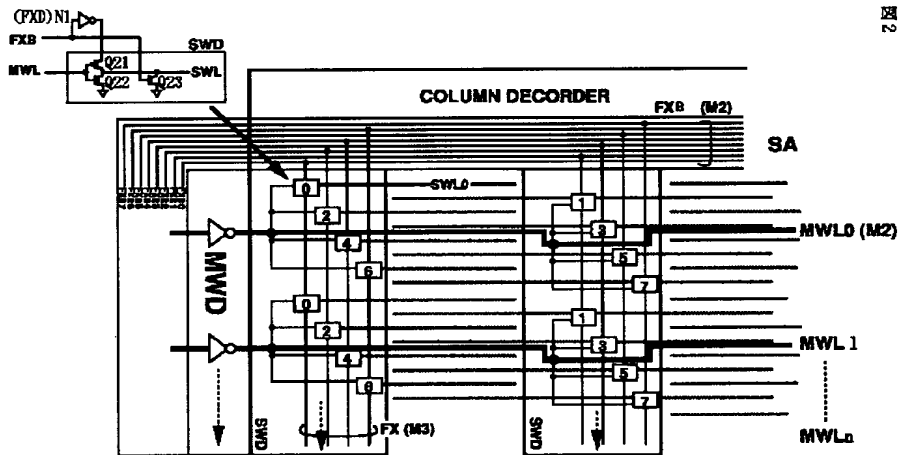 図2
(FXD) N1
FXB
SWD
MWL
Q21
SWL
Q22
Q23
COLUMN DECORDER
FXB (M2)
SA
0
SWL0
1
2
3
MWL0 (M2)
4
5
6
7
MWD
0
1
2
3
MWL 1
4
5
6
7
SWD
FX (M3)
SWD
MWLn